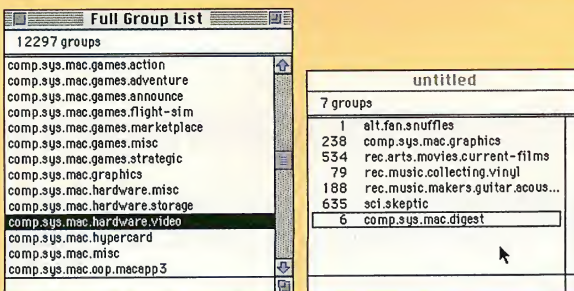 Full Group List
12297 groups
comp.sys.mac.games.action
comp.sys.mac.games.adventure
comp.sys.mac.games.announce
comp.sys.mac.games.flight-sim
comp.sys.mac.games.marketplace
comp.sys.mac.games.misc
comp.sys.mac.games.strategic
comp.sys.mac.graphics
comp.sys.mac.hardware.misc
comp.sys.mac.hardware.storage
comp.sys.mac.hardware.video
comp.sys.mac.hypercard
comp.sys.mac.misc
comp.sys.mac.oop.macapp3
untitled
7 groups
1 alt.fan.snuffles
238 comp.sys.mac.graphics
534 rec.arts.movies.current-films
79 rec.music.collecting.vinyl
188 rec.music.makers.guitar.acous...
635 sci.skeptic
6 comp.sys.mac.digest